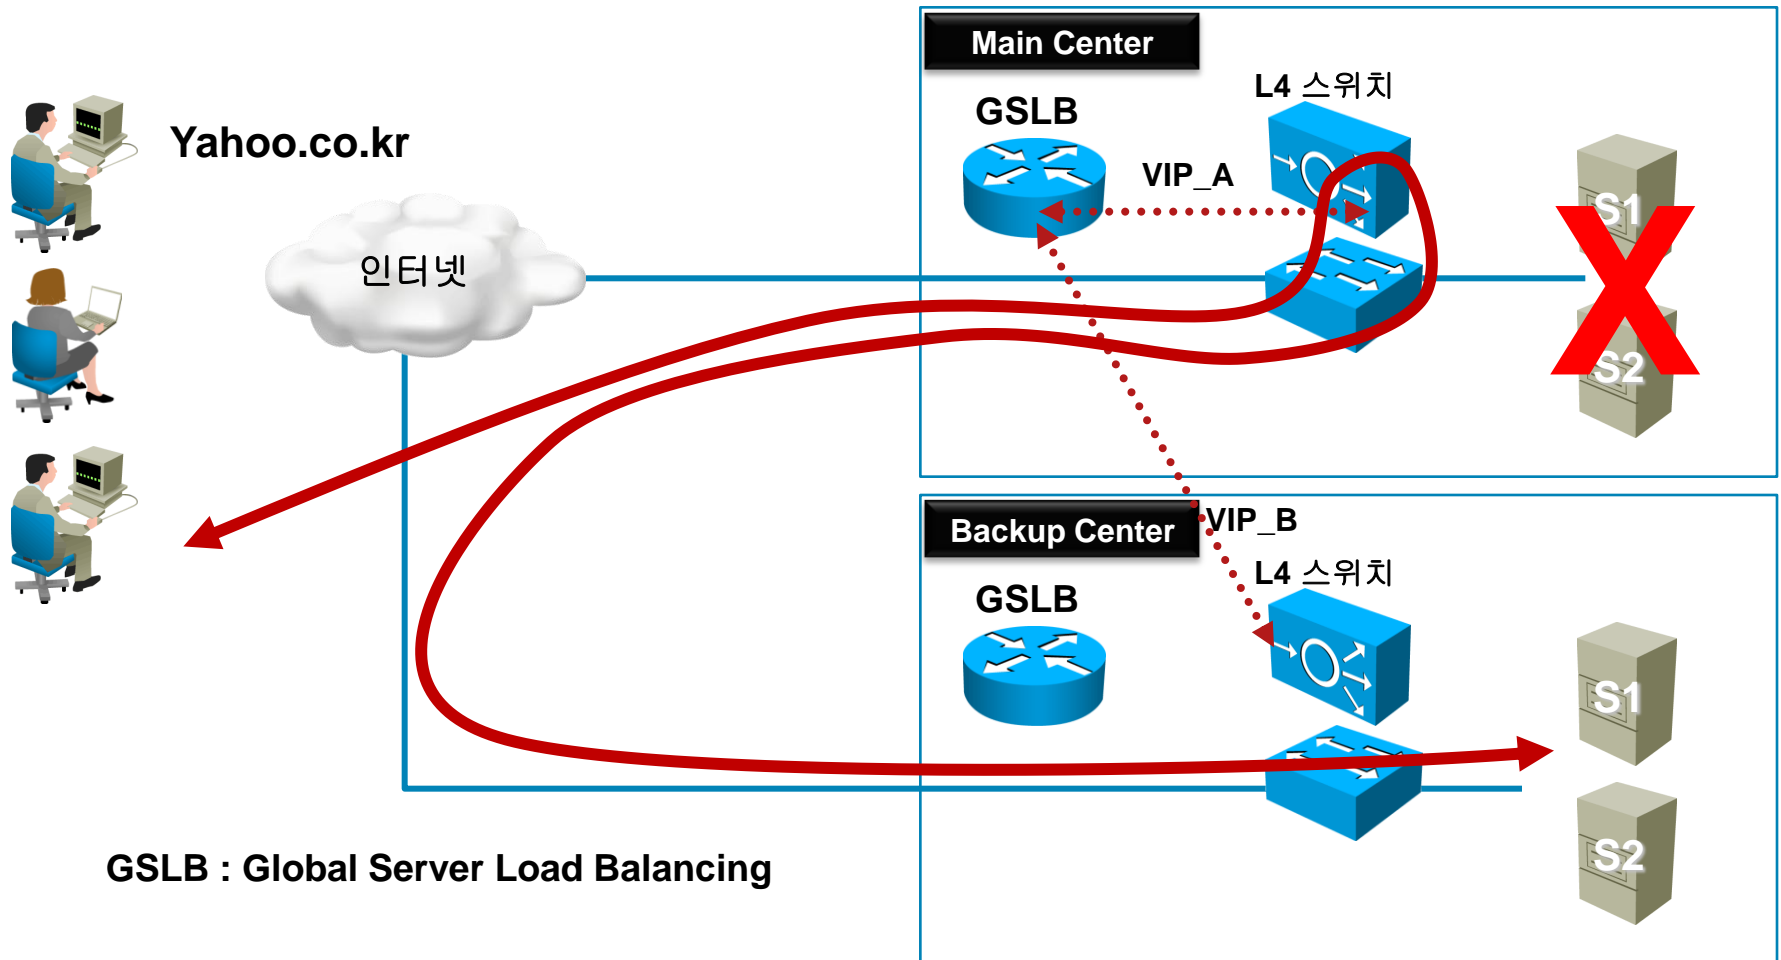 Main Center
L4 스위치
GSLB
Yahoo.co.kr
VIP_A
S1
인터넷
S2
Backup Center
VIP_B
L4 스위치
GSLB
S1
S2
GSLB : Global Server Load Balancing